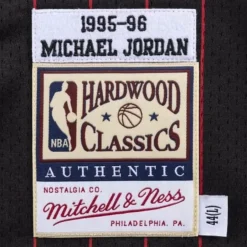 1995-96
MICHAEL JORDAN
HARDWOOD
NBA
CLASSICS
AUTHENTIC
NOSTALGIA CO.
Mitchell & Ness
PHILADELPHIA, PA.
44(L)